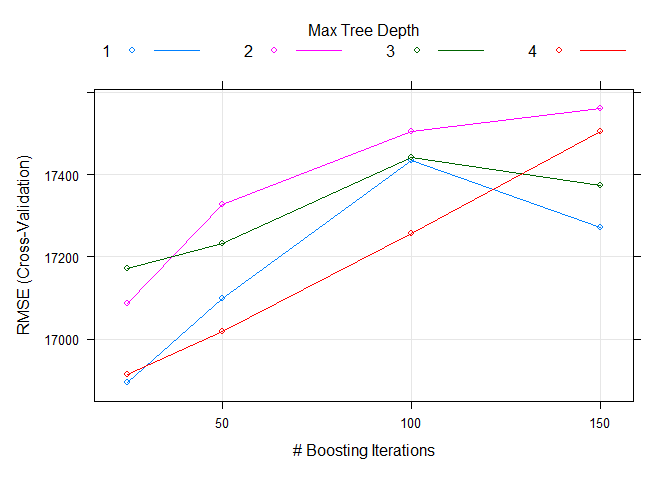 Max Tree Depth
1 2 3 4
RMSE (Cross-Validation)
17400
17200
17000
50 100 150
# Boosting Iterations